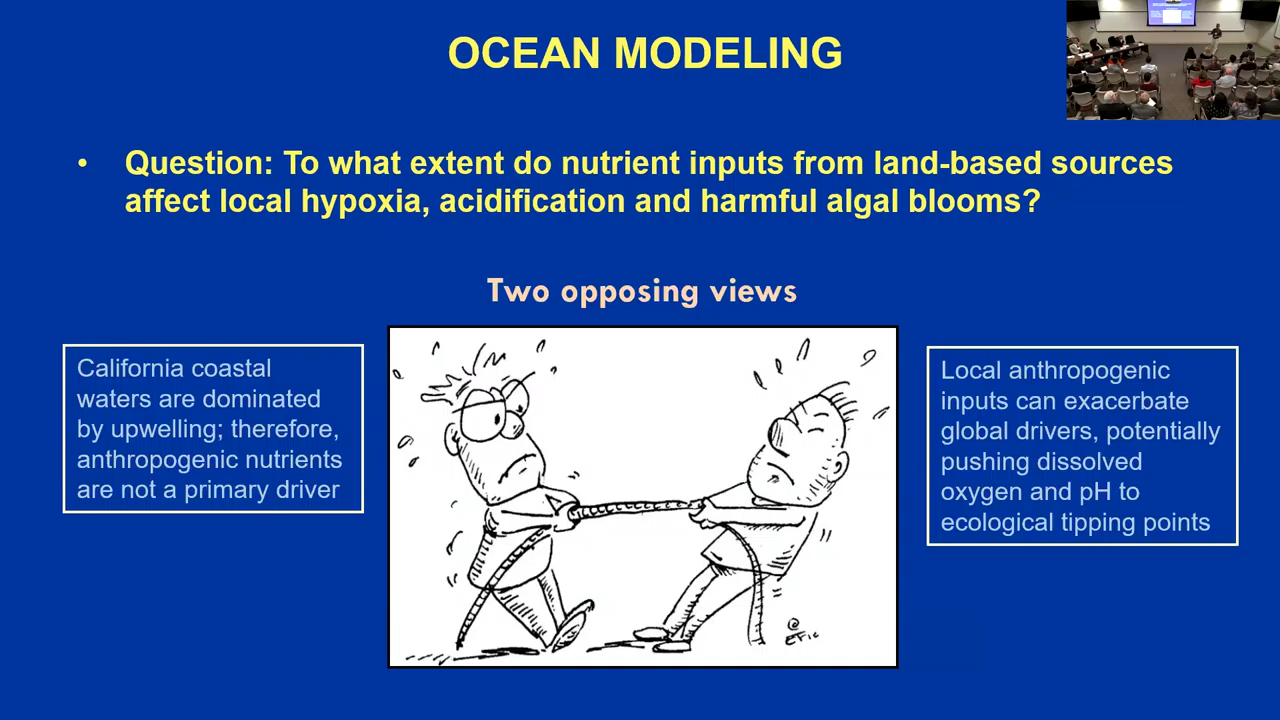 OCEAN MODELING
• Question: To what extent do nutrient inputs from land-based sources
affect local hypoxia, acidification and harmful algal blooms?
Two opposing views
California coastal
waters are dominated
by upwelling; therefore,
anthropogenic nutrients
are not a primary driver
Local anthropogenic
inputs can exacerbate
global drivers, potentially
pushing dissolved
oxygen and pH to
ecological tipping points